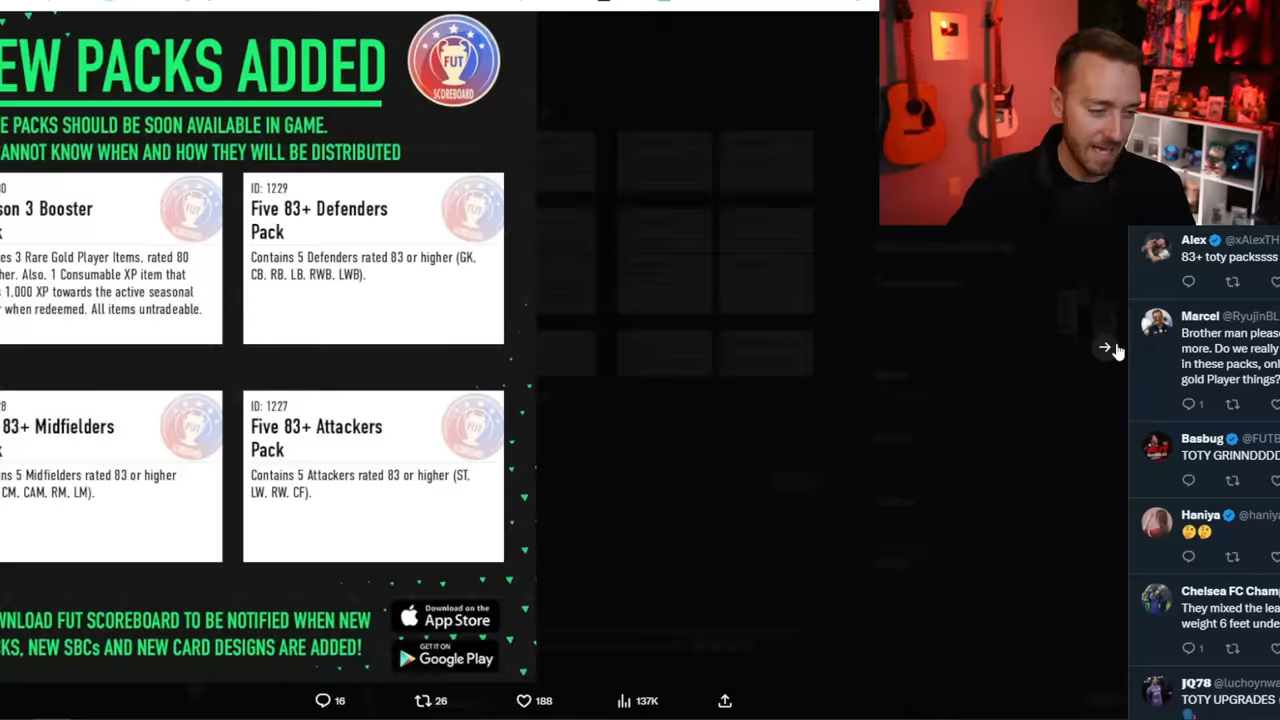 EW PACKS ADDED
FUT
SCOREBOARD
E PACKS SHOULD BE SOON AVAILABLE IN GAME.
CANNOT KNOW WHEN AND HOW THEY WILL BE DISTRIBUTED
30
son 3 Booster
k
es 3 Rare Gold Player Items, rated 80
her. Also, 1 Consumable XP item that
s 1,000 XP towards the active seasonal
r when redeemed. All items untradeable.
ID: 1229
Five 83+ Defenders
Pack
Contains 5 Defenders rated 83 or higher (GK,
CB, RB, LB, RWB, LWB).
28
83+ Midfielders
k
ns 5 Midfielders rated 83 or higher
CM, CAM, RM, LM).
ID: 1227
Five 83+ Attackers
Pack
Contains 5 Attackers rated 83 or higher (ST,
LW, RW, CF).
WNLOAD FUT SCOREBOARD TO BE NOTIFIED WHEN NEW
KS, NEW SBCs AND NEW CARD DESIGNS ARE ADDED!
Download on the
App Store
GET IT ON
Google Play
16
26
188
137K
Alex @xAlexTH
83+ toty packssss
Marcel @RyujinBL
Brother man please
more. Do we really
in these packs, onl
gold Player things?
1
Basbug @FUTB
TOTY GRINNDDDD
Haniya @haniya
Chelsea FC Cham
They mixed the lea
weight 6 feet unde
1
JQ78 @luchoynwa
TOTY UPGRADES